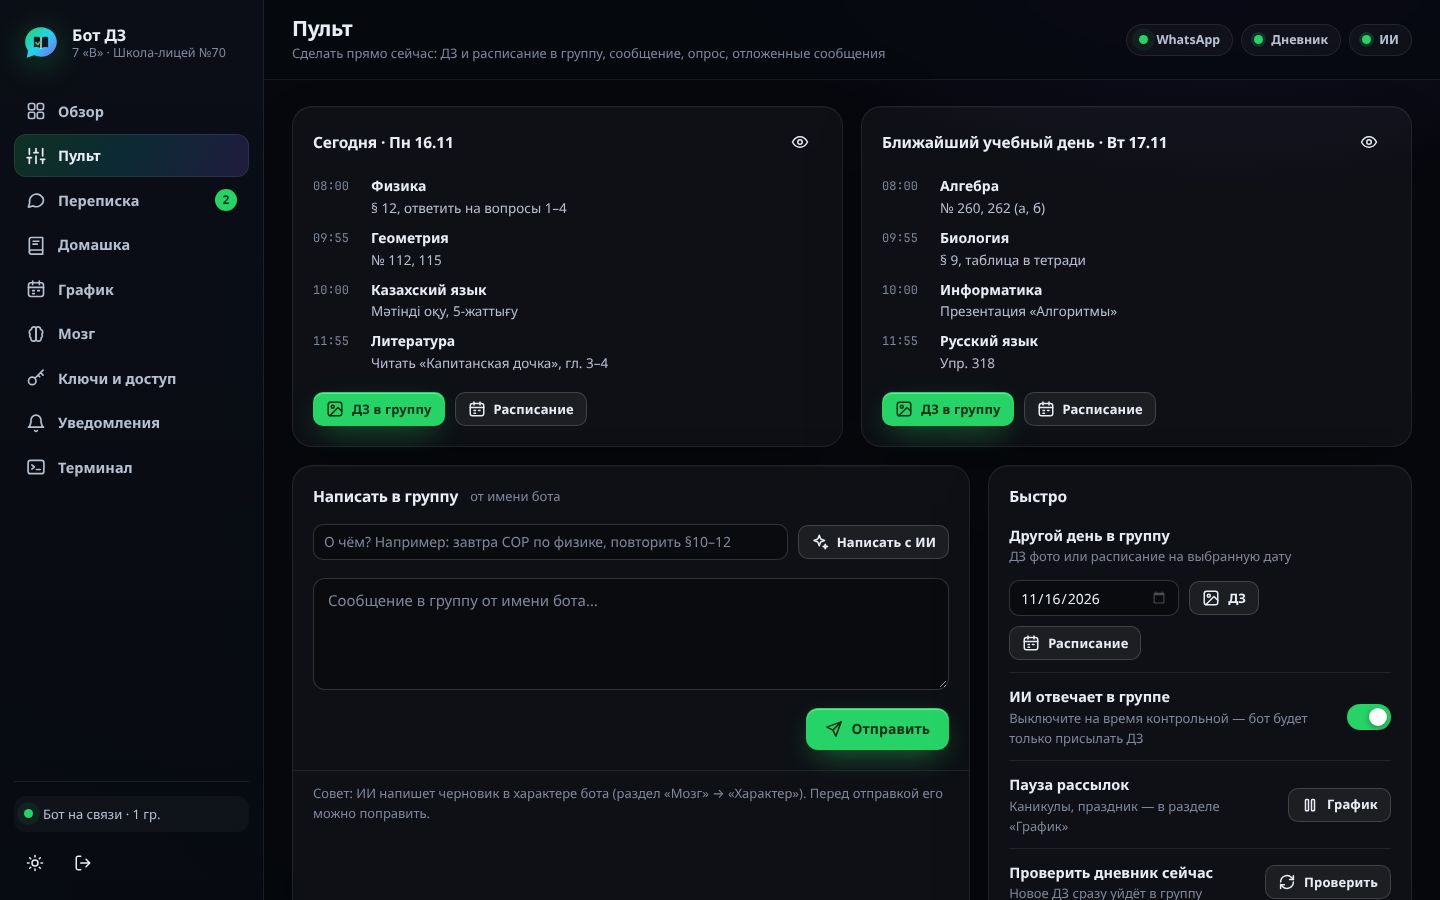 Бот ДЗ
7 «В» · Школа-лицей №70
Обзор
Пульт
Переписка 2
Домашка
График
Мозг
Ключи и доступ
Уведомления
Терминал
Бот на связи · 1 гр.
Пульт
Сделать прямо сейчас: ДЗ и расписание в группу, сообщение, опрос, отложенные сообщения
WhatsApp Дневник ИИ
Сегодня · Пн 16.11
08:00 Физика
§ 12, ответить на вопросы 1–4
09:55 Геометрия
№ 112, 115
10:00 Казахский язык
Мәтінді оқу, 5-жаттығу
11:55 Литература
Читать «Капитанская дочка», гл. 3–4
ДЗ в группу Расписание
Ближайший учебный день · Вт 17.11
08:00 Алгебра
№ 260, 262 (а, б)
09:55 Биология
§ 9, таблица в тетради
10:00 Информатика
Презентация «Алгоритмы»
11:55 Русский язык
Упр. 318
ДЗ в группу Расписание
Написать в группу от имени бота
О чём? Например: завтра СОР по физике, повторить §10–12 Написать с ИИ
Сообщение в группу от имени бота...
Отправить
Совет: ИИ напишет черновик в характере бота (раздел «Мозг» → «Характер»). Перед отправкой его
можно поправить.
Быстро
Другой день в группу
ДЗ фото или расписание на выбранную дату
11/16/2026 ДЗ
Расписание
ИИ отвечает в группе
Выключите на время контрольной — бот будет
только присылать ДЗ
Пауза рассылок
Каникулы, праздник — в разделе
«График»
График
Проверить дневник сейчас
Новое ДЗ сразу уйдёт в группу
Проверить